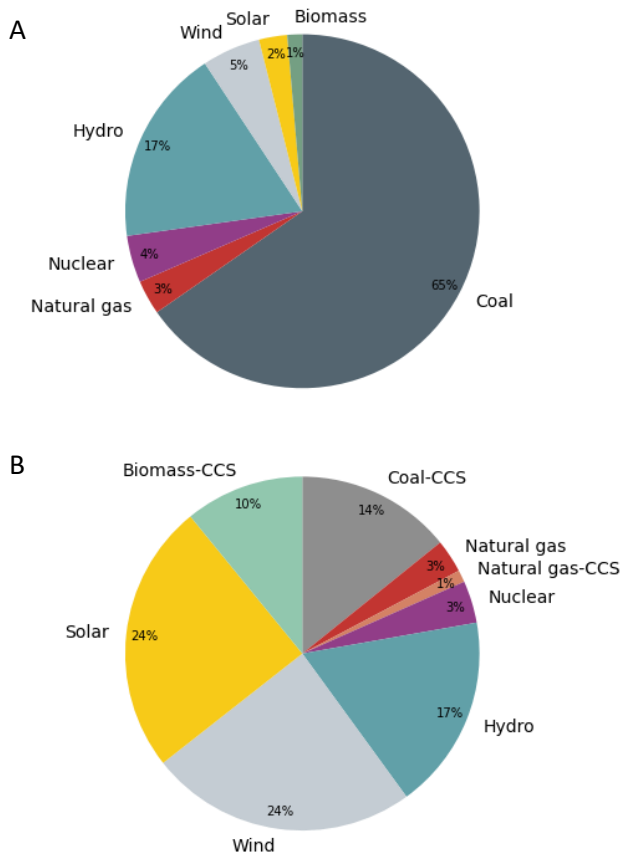 A
Biomass
Solar
Wind
1%
2%
5%
Hydro
17%
Nuclear
4%
Natural gas
3%
65%
Coal
B
Biomass-CCS
Coal-CCS
10%
14%
Natural gas
3%
Natural gas-CCS
1%
Nuclear
3%
Solar
24%
17%
Hydro
24%
Wind